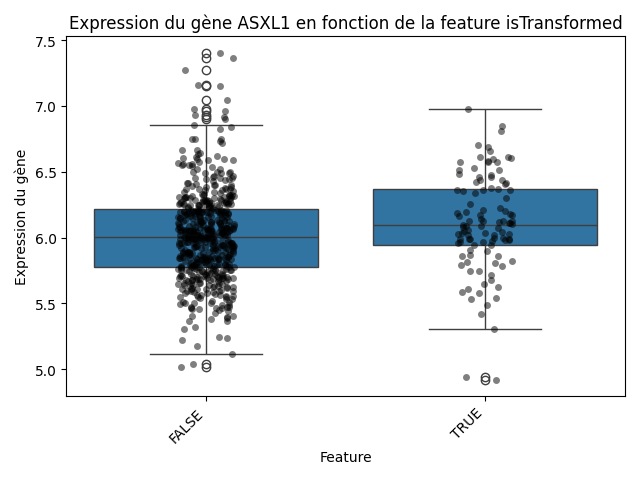 Expression du gène ASXL1 en fonction de la feature isTransformed
Expression du gène
7.5
7.0
6.5
6.0
5.5
5.0
FALSE
TRUE
Feature